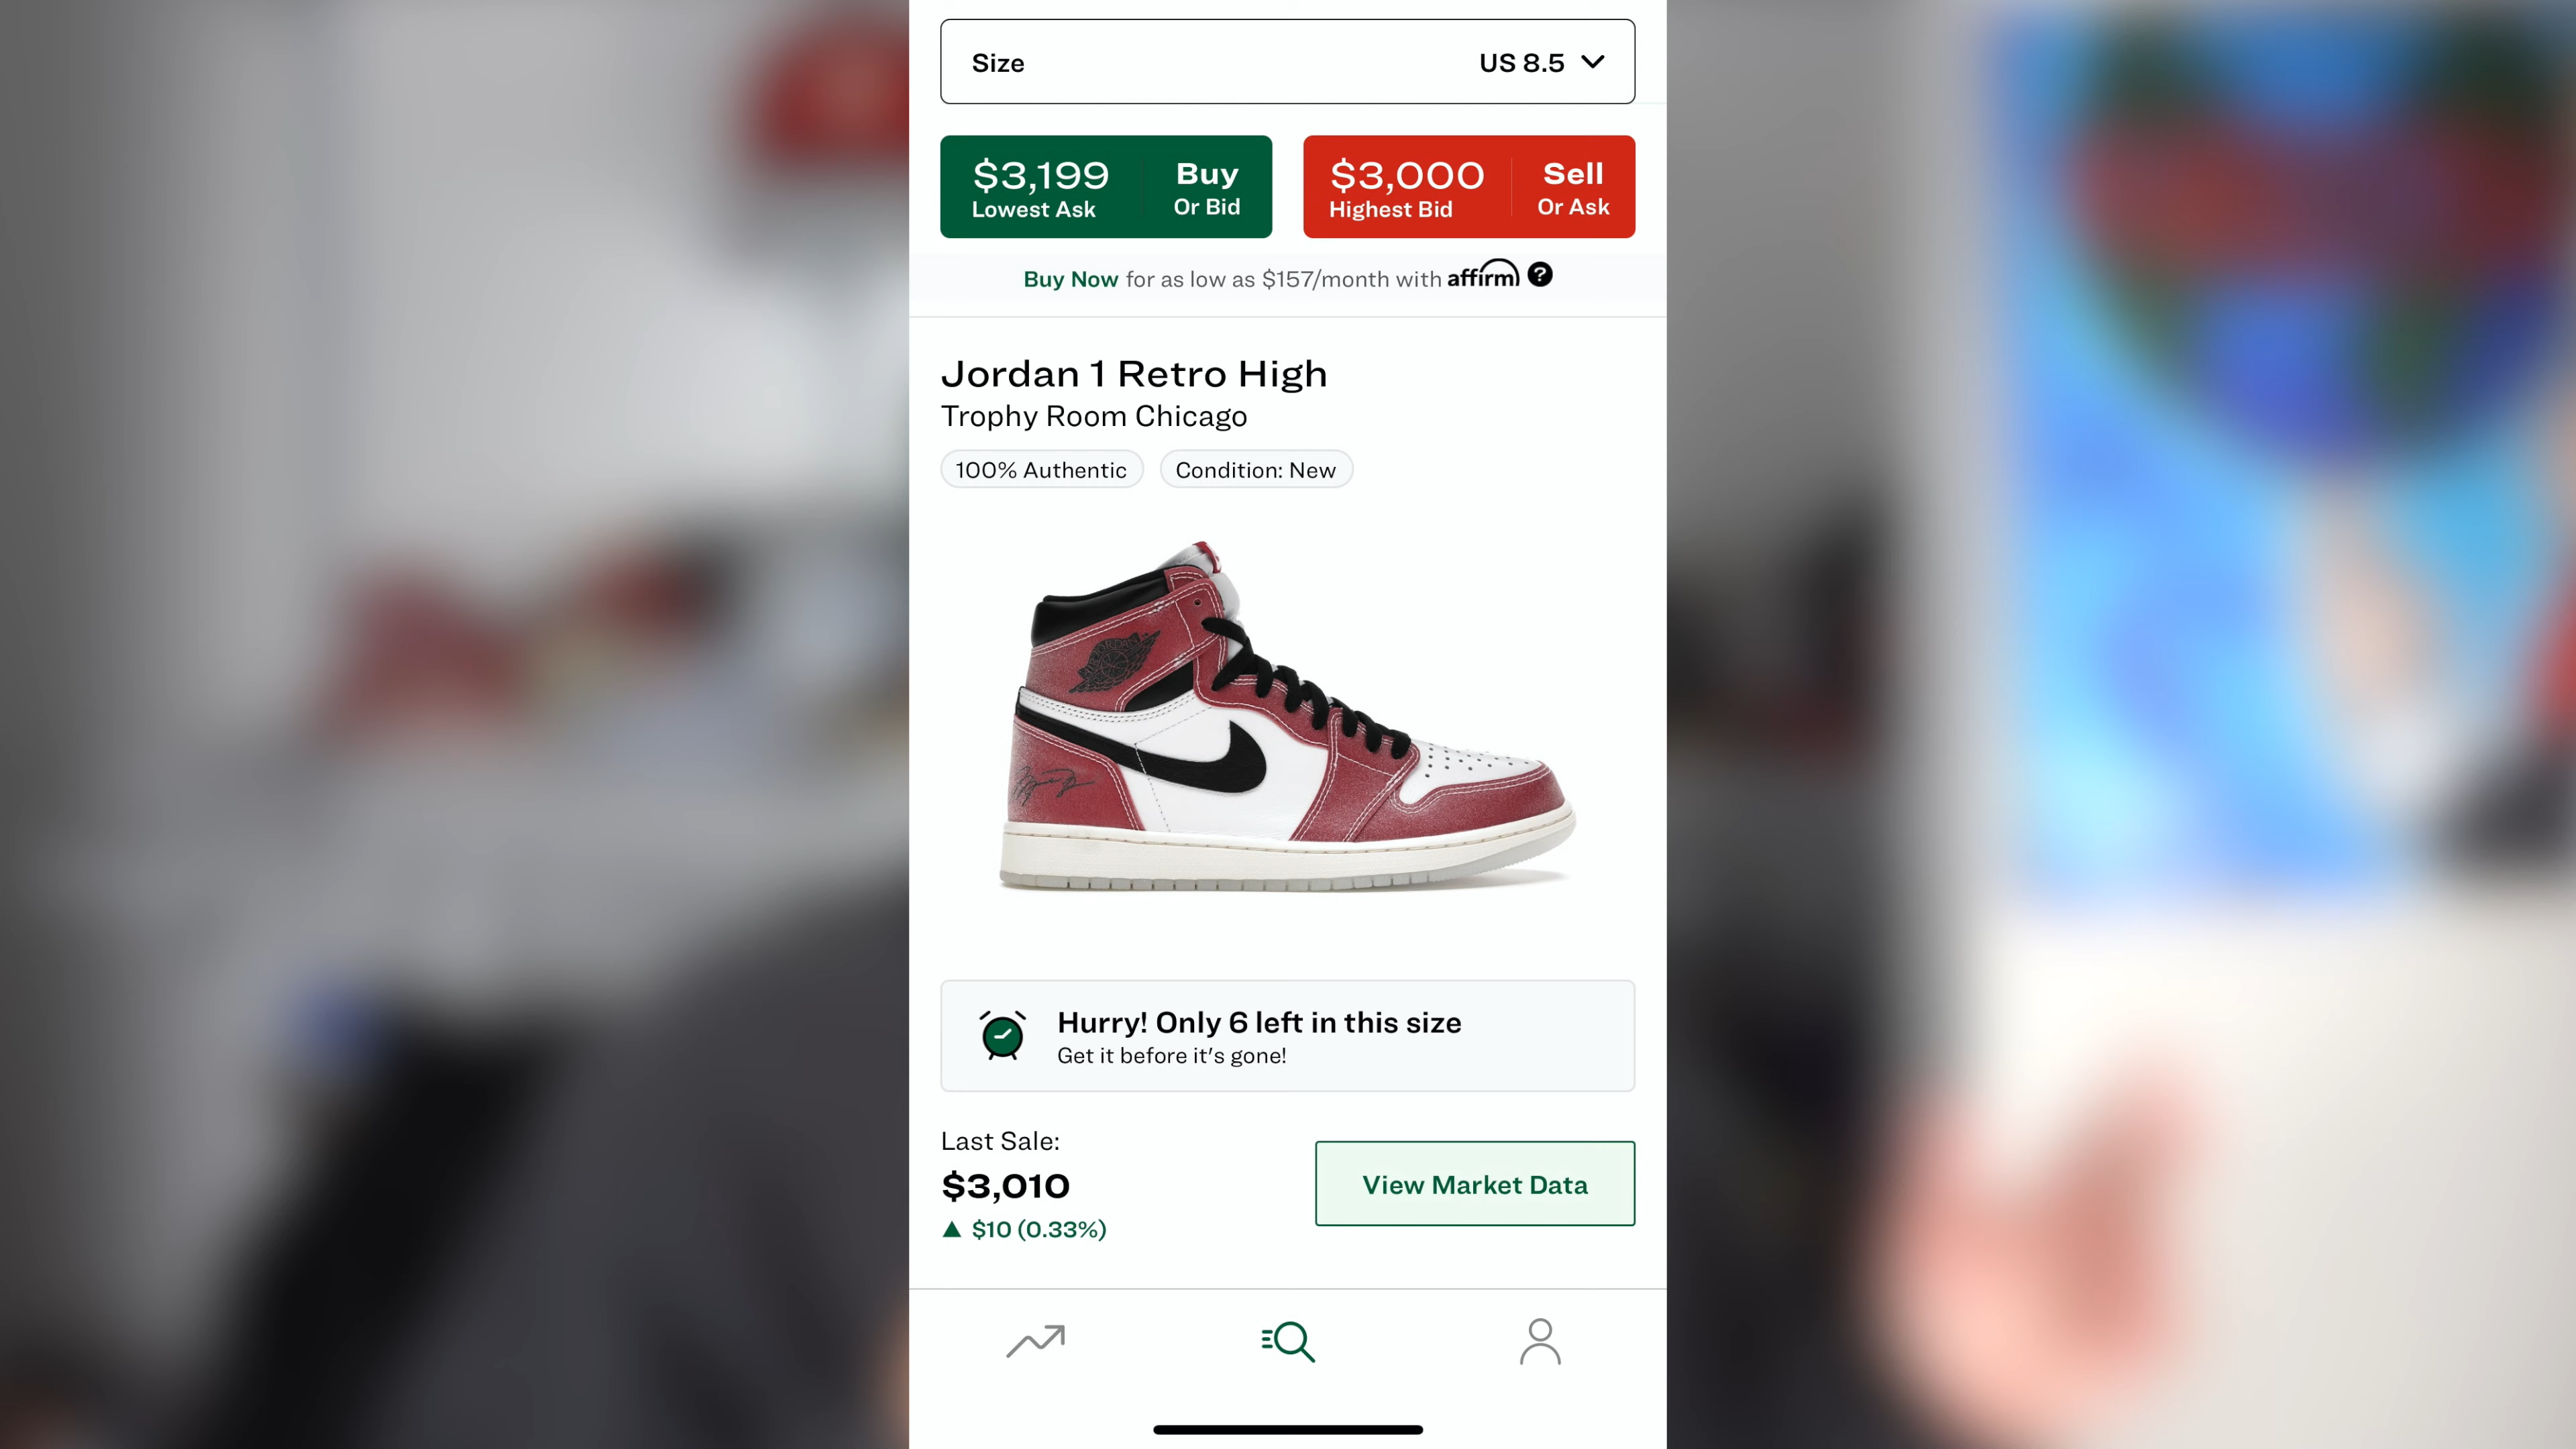 Size US 8.5
$3,199 Buy
Lowest Ask Or Bid
$3,000 Sell
Highest Bid Or Ask
Buy Now for as low as $157/month with affirm ?
Jordan 1 Retro High
Trophy Room Chicago
100% Authentic Condition: New
Hurry! Only 6 left in this size
Get it before it's gone!
Last Sale:
$3,010
▲ $10 (0.33%)
View Market Data